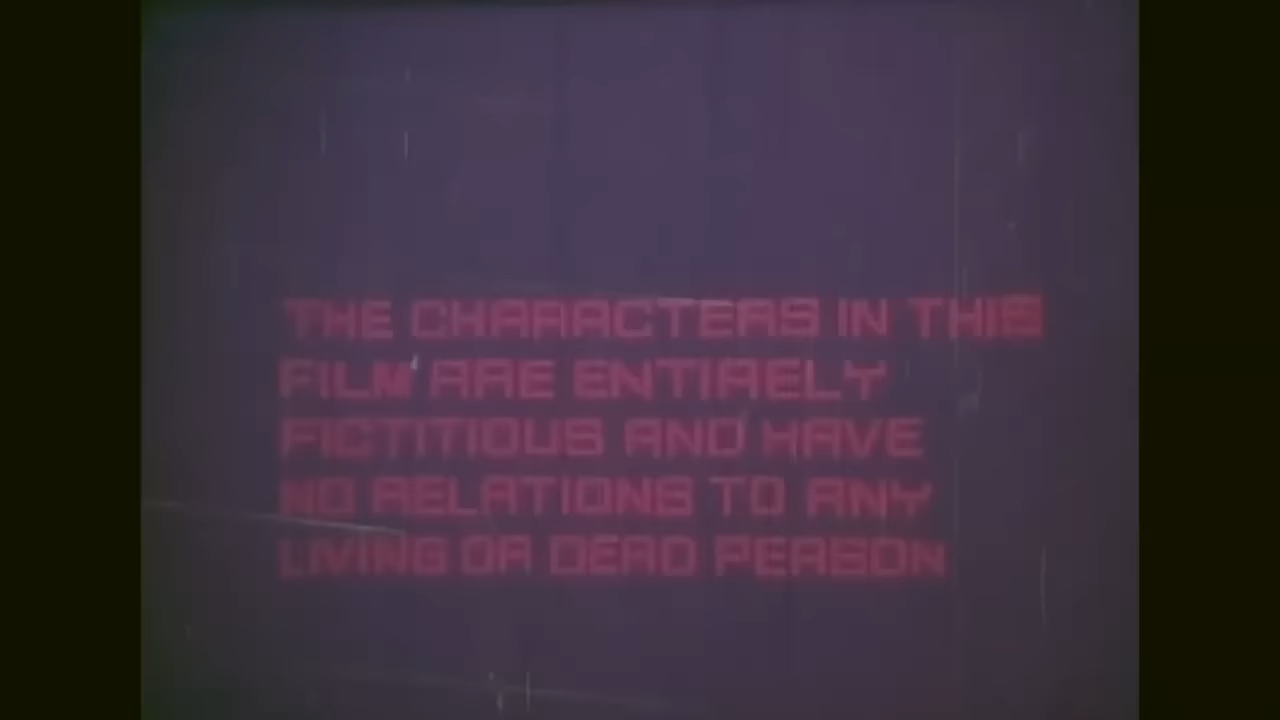 THE CHARACTERS IN THIS
FILM ARE ENTIRELY
FICTITIOUS AND HAVE
NO RELATIONS TO ANY
LIVING OR DEAD PERSON